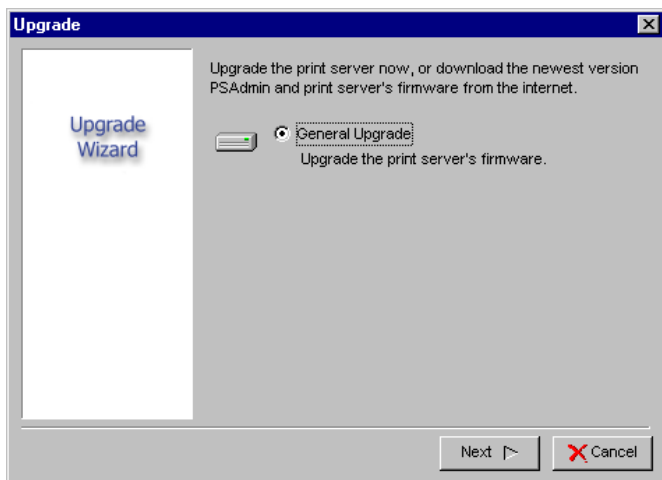 Upgrade
Upgrade
Wizard
Upgrade the print server now, or download the newest version
PSAdmin and print server's firmware from the internet.
General Upgrade
Upgrade the print server's firmware.
Next
Cancel